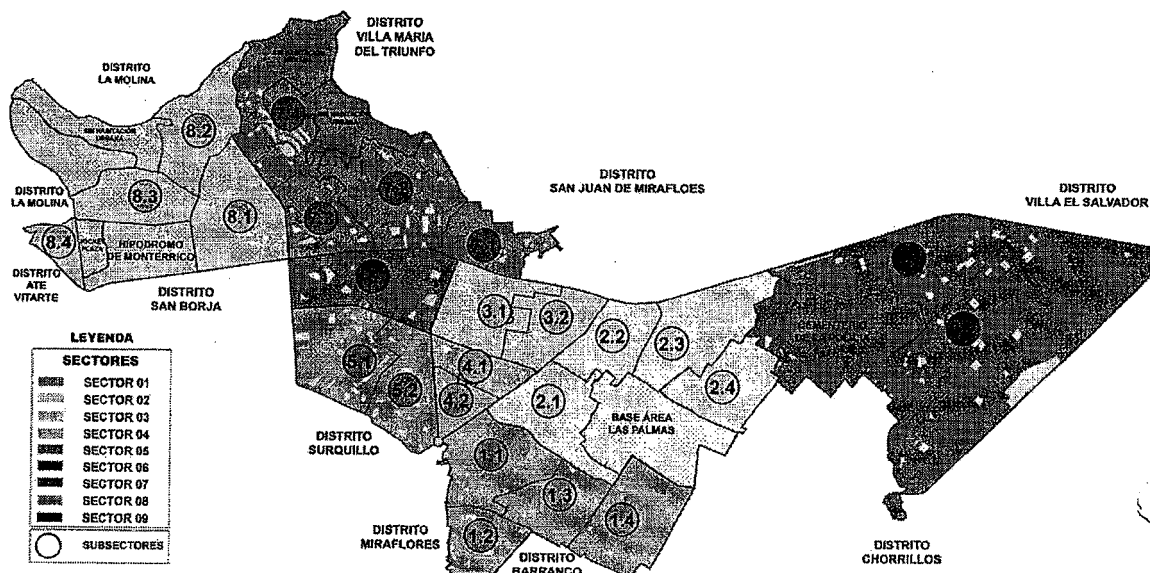 DISTRITO
VILLA MARIA
DEL TRIUNFO
DISTRITO
LA MOLINA
8.2
DISTRITO
SAN JUAN DE MIRAFLOES
DISTRITO
VILLA EL SALVADOR
DISTRITO
LA MOLINA
8.3
8.1
8.4
JOCKEY
PLAZA
HIPODROMO
DE MONTERRICO
DISTRITO
ATE
VITARTE
DISTRITO
SAN BORJA
3.1
3.2
2.2
2.3
2.4
4.1
4.2
2.1
5.1
5.2
BASE ÁREA
LAS PALMAS
DISTRITO
SURQUILLO
1.1
1.3
1.4
1.2
DISTRITO
MIRAFLORES
DISTRITO
BARRANCO
DISTRITO
CHORRILLOS
LEYENDA
SECTORES
SECTOR 01
SECTOR 02
SECTOR 03
SECTOR 04
SECTOR 05
SECTOR 06
SECTOR 07
SECTOR 08
SECTOR 09
SUBSECTORES